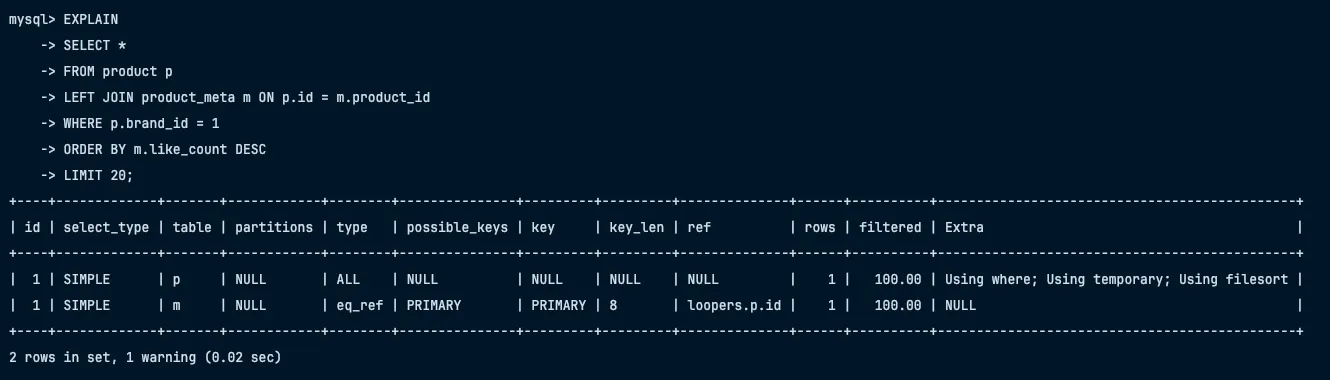 mysql> EXPLAIN
    -> SELECT *
    -> FROM product p
    -> LEFT JOIN product_meta m ON p.id = m.product_id
    -> WHERE p.brand_id = 1
    -> ORDER BY m.like_count DESC
    -> LIMIT 20;
+----+-------------+-------+------------+--------+---------------+---------+---------+--------------+------+----------+----------------------------------------------+
| id | select_type | table | partitions | type   | possible_keys | key     | key_len | ref          | rows | filtered | Extra                                        |
+----+-------------+-------+------------+--------+---------------+---------+---------+--------------+------+----------+----------------------------------------------+
|  1 | SIMPLE      | p     | NULL       | ALL    | NULL          | NULL    | NULL    | NULL         |    1 |   100.00 | Using where; Using temporary; Using filesort |
|  1 | SIMPLE      | m     | NULL       | eq_ref | PRIMARY       | PRIMARY | 8       | loopers.p.id |    1 |   100.00 | NULL                                         |
+----+-------------+-------+------------+--------+---------------+---------+---------+--------------+------+----------+----------------------------------------------+
2 rows in set, 1 warning (0.02 sec)